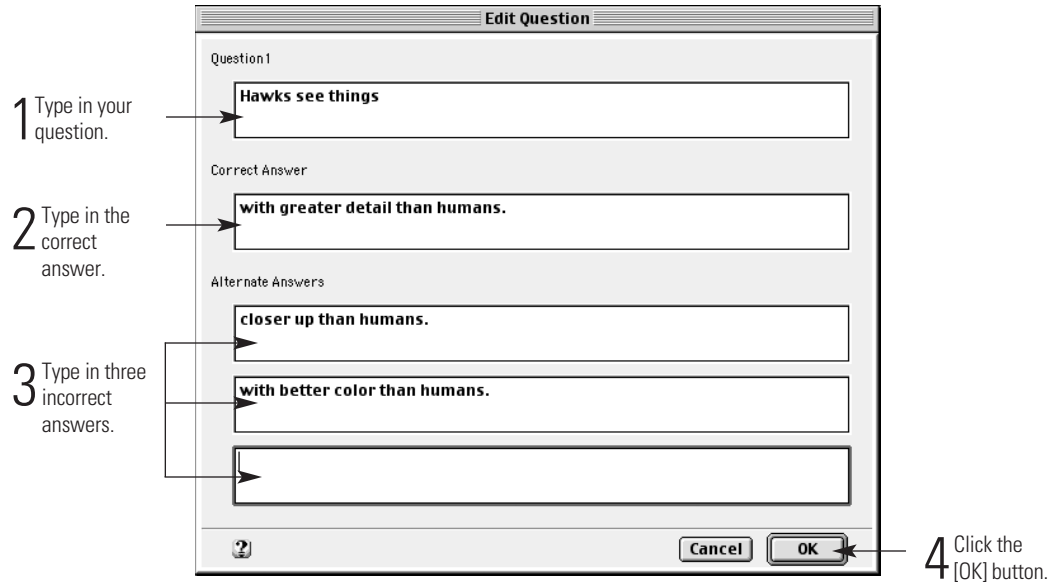 Edit Question
Question 1
Hawks see things
1 Type in your
question.
Correct Answer
with greater detail than humans.
2 Type in the
correct
answer.
Alternate Answers
closer up than humans.
with better color than humans.
3 Type in three
incorrect
answers.
?
Cancel
OK
4 Click the
[OK] button.